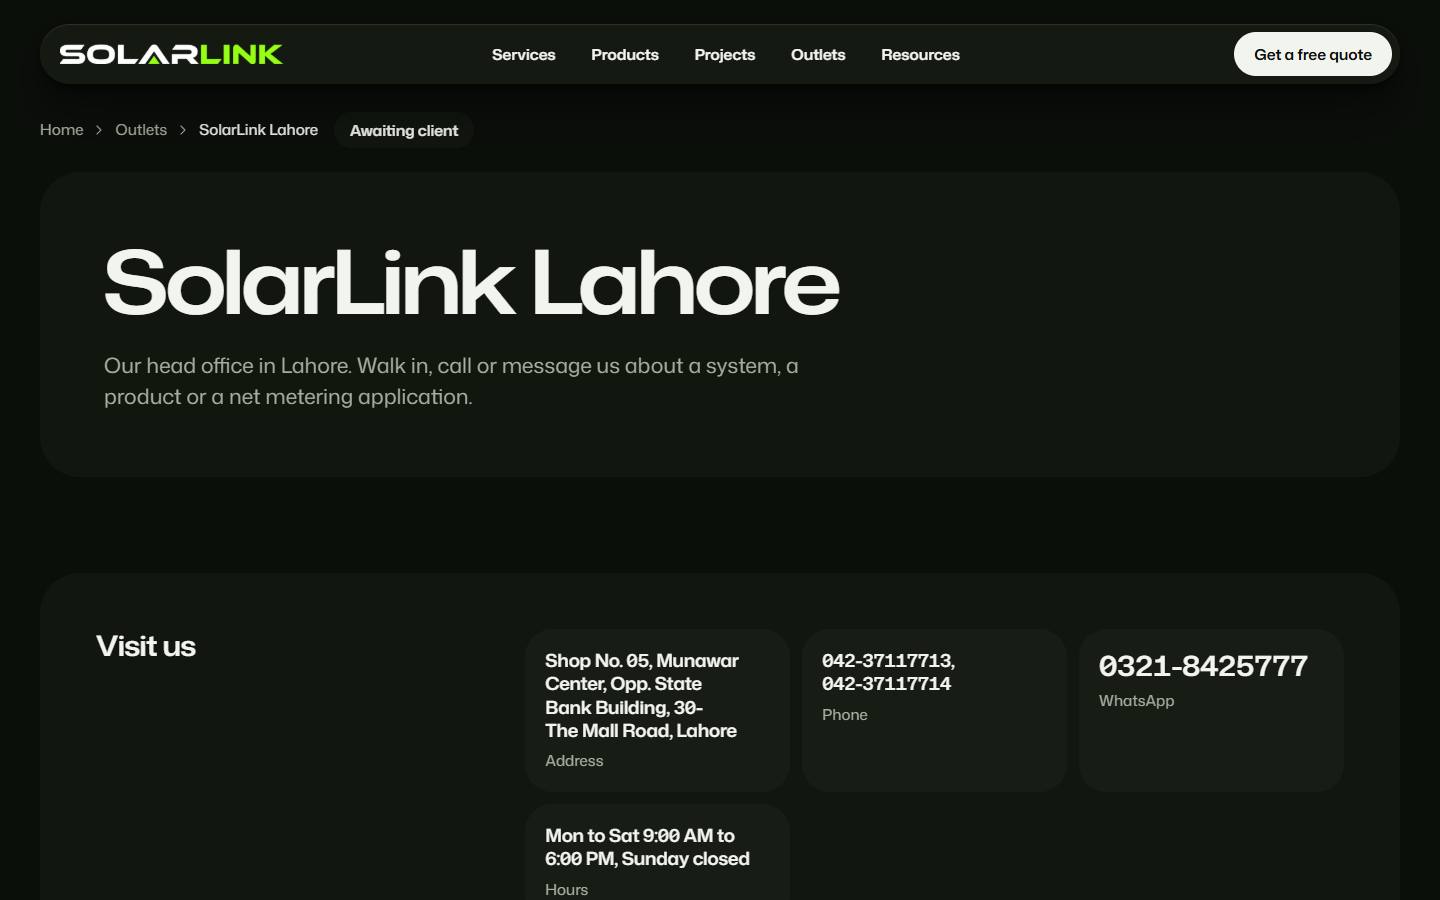 SOLARLINK
Services
Products
Projects
Outlets
Resources
Get a free quote
Home
Outlets
SolarLink Lahore
Awaiting client
SolarLink Lahore
Our head office in Lahore. Walk in, call or message us about a system, a
product or a net metering application.
Visit us
Shop No. 05, Munawar
Center, Opp. State
Bank Building, 30-
The Mall Road, Lahore
Address
042-37117713,
042-37117714
Phone
0321-8425777
WhatsApp
Mon to Sat 9:00 AM to
6:00 PM, Sunday closed
Hours